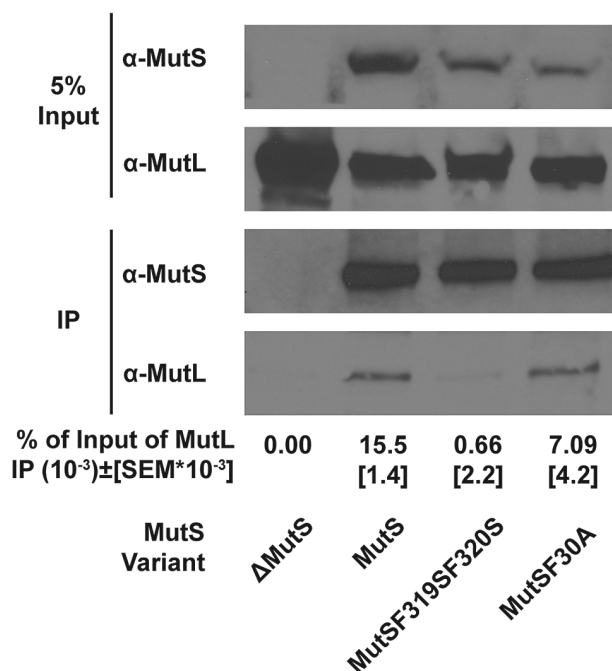 5%
Input
α-MutS
α-MutL
IP
α-MutS
α-MutL
% of Input of MutL
IP (10⁻³)±[SEM*10⁻³]
0.00 15.5 0.66 7.09
[1.4] [2.2] [4.2]
MutS
Variant
ΔMutS
MutS
MutSF319SF320S
MutSF30A